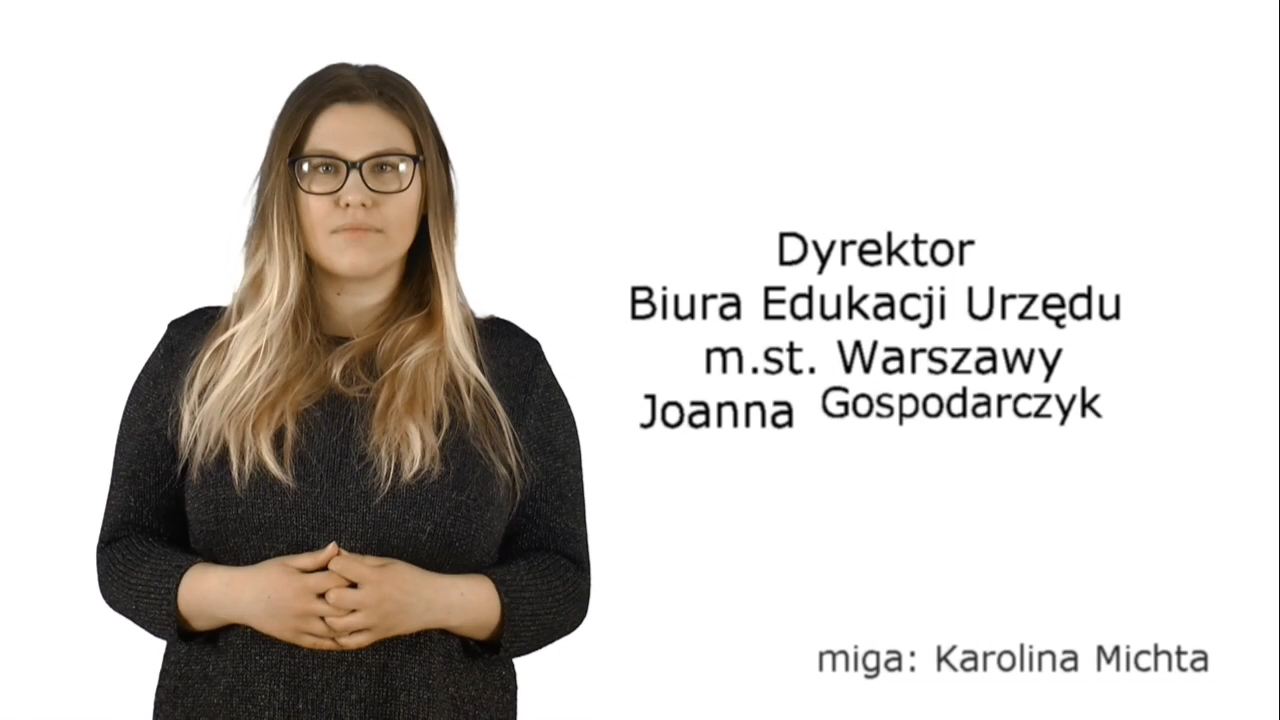 Dyrektor
Biura Edukacji Urzędu
m.st. Warszawy
Joanna Gospodarczyk
miga: Karolina Michta